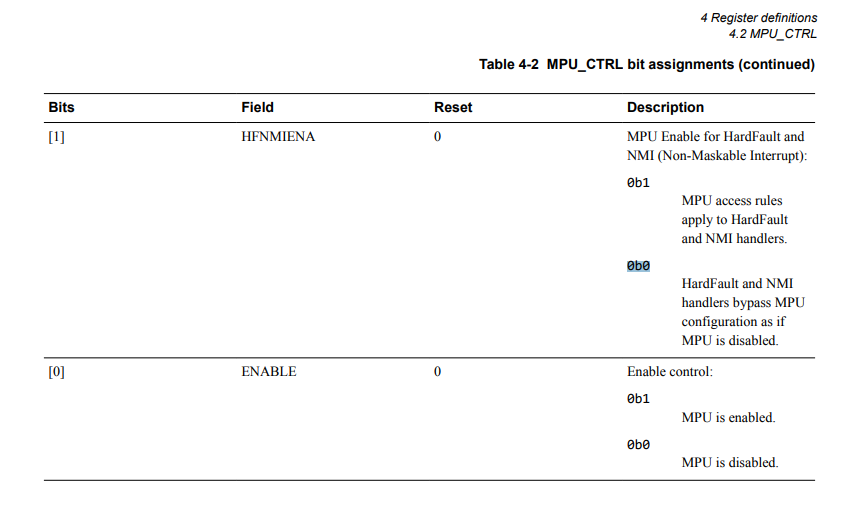 4 Register definitions
4.2 MPU_CTRL
Table 4-2 MPU_CTRL bit assignments (continued)
Bits Field Reset Description
[1] HFNMIENA 0 MPU Enable for HardFault and
NMI (Non-Maskable Interrupt):
0b1
MPU access rules
apply to HardFault
and NMI handlers.
0b0
HardFault and NMI
handlers bypass MPU
configuration as if
MPU is disabled.
[0] ENABLE 0 Enable control:
0b1
MPU is enabled.
0b0
MPU is disabled.